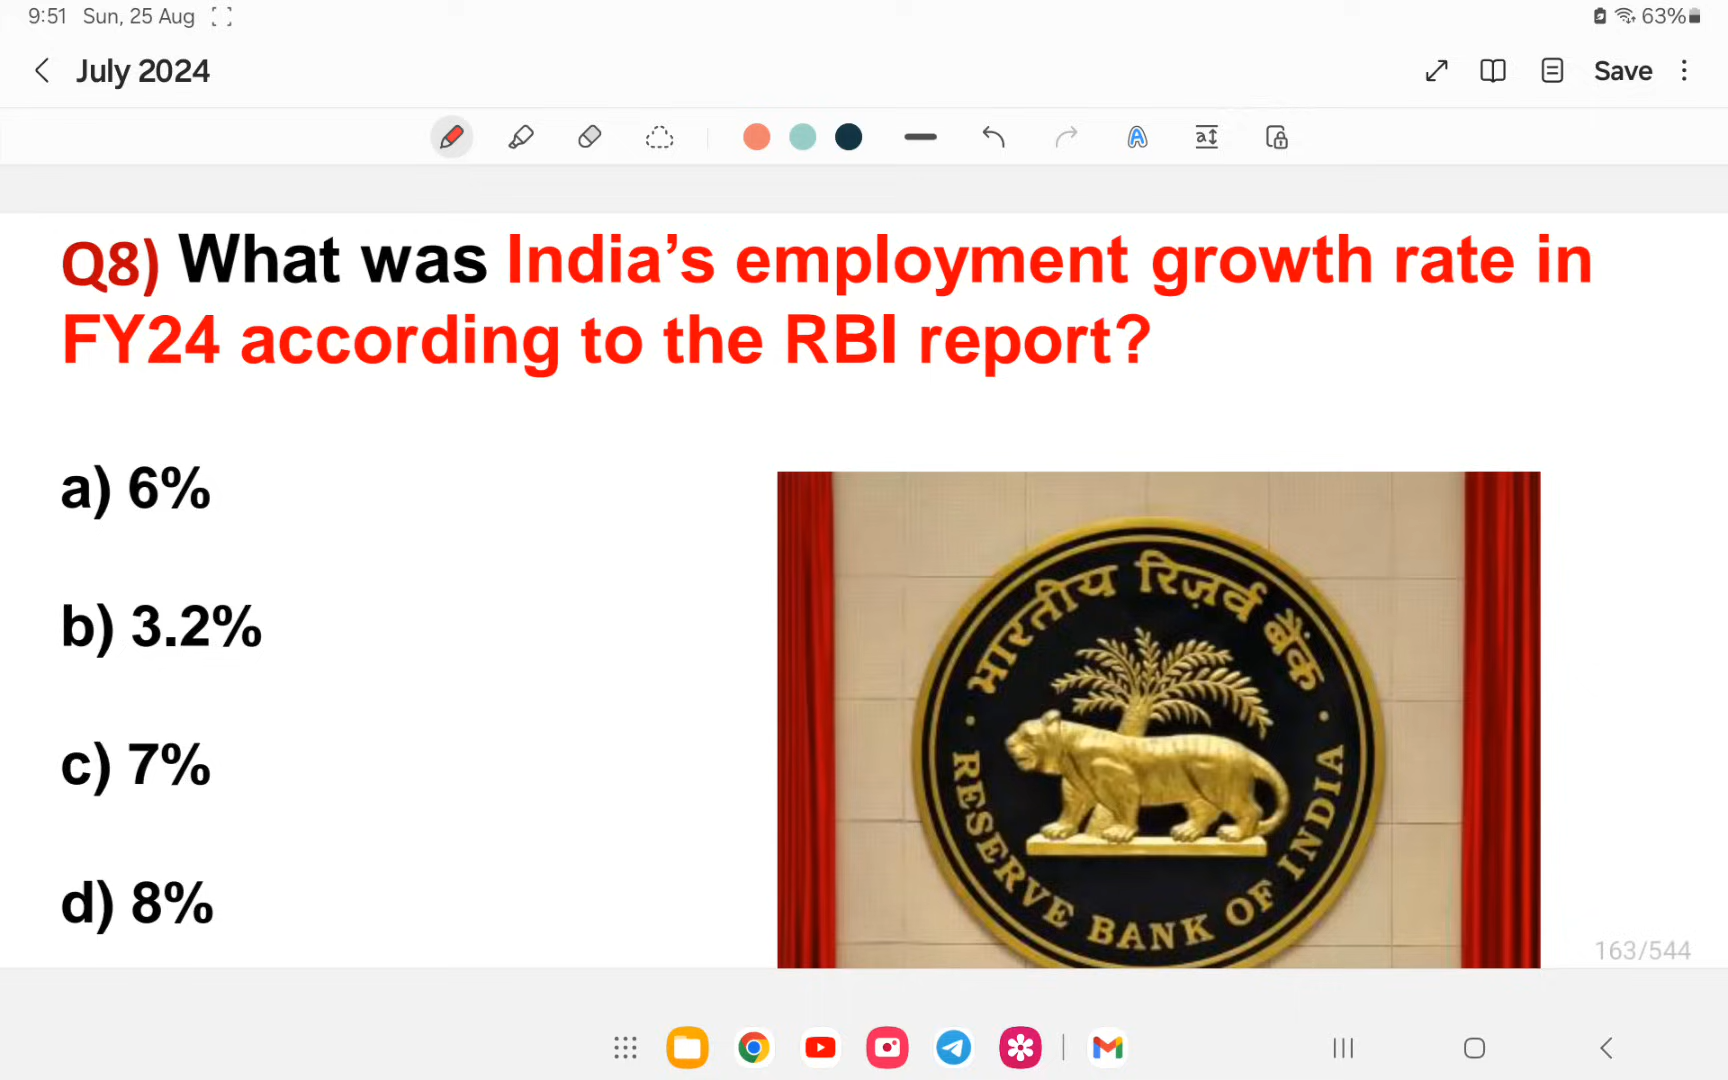 9:51 Sun, 25 Aug
63%
July 2024
Save
Q8) What was India’s employment growth rate in
FY24 according to the RBI report?
a) 6%
b) 3.2%
c) 7%
d) 8%
भारतीय रिज़र्व बैंक
RESERVE BANK OF INDIA
163/544